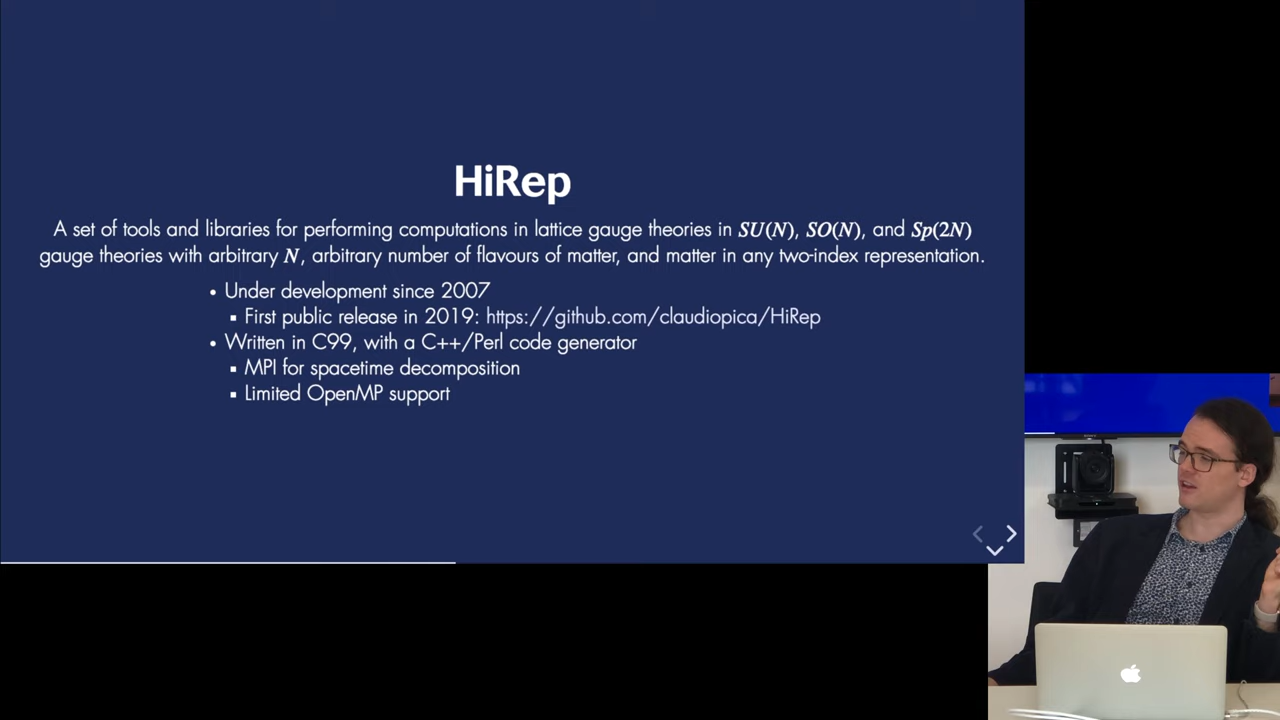 HiRep
A set of tools and libraries for performing computations in lattice gauge theories in SU(N), SO(N), and Sp(2N)
gauge theories with arbitrary N, arbitrary number of flavours of matter, and matter in any two-index representation.
• Under development since 2007
▪ First public release in 2019: https://github.com/claudiopica/HiRep
• Written in C99, with a C++/Perl code generator
▪ MPI for spacetime decomposition
▪ Limited OpenMP support